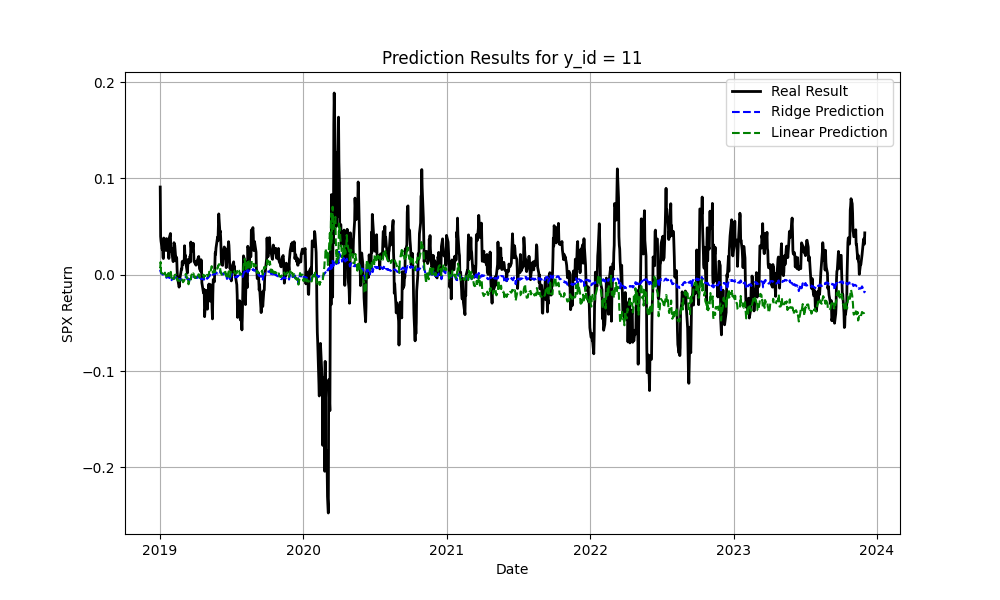 Prediction Results for y_id = 11
Real Result
Ridge Prediction
Linear Prediction
SPX Return
0.2
0.1
0.0
−0.1
−0.2
2019 2020 2021 2022 2023 2024
Date